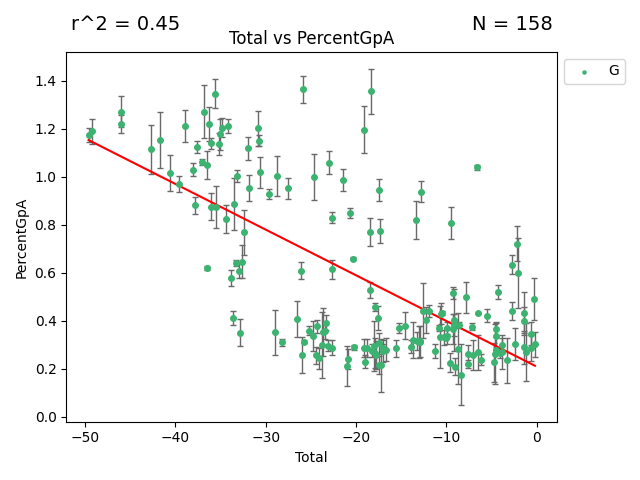 r^2 = 0.45 N = 158
Total vs PercentGpA
G
PercentGpA
1.4
1.2
1.0
0.8
0.6
0.4
0.2
0.0
−50 −40 −30 −20 −10 0
Total